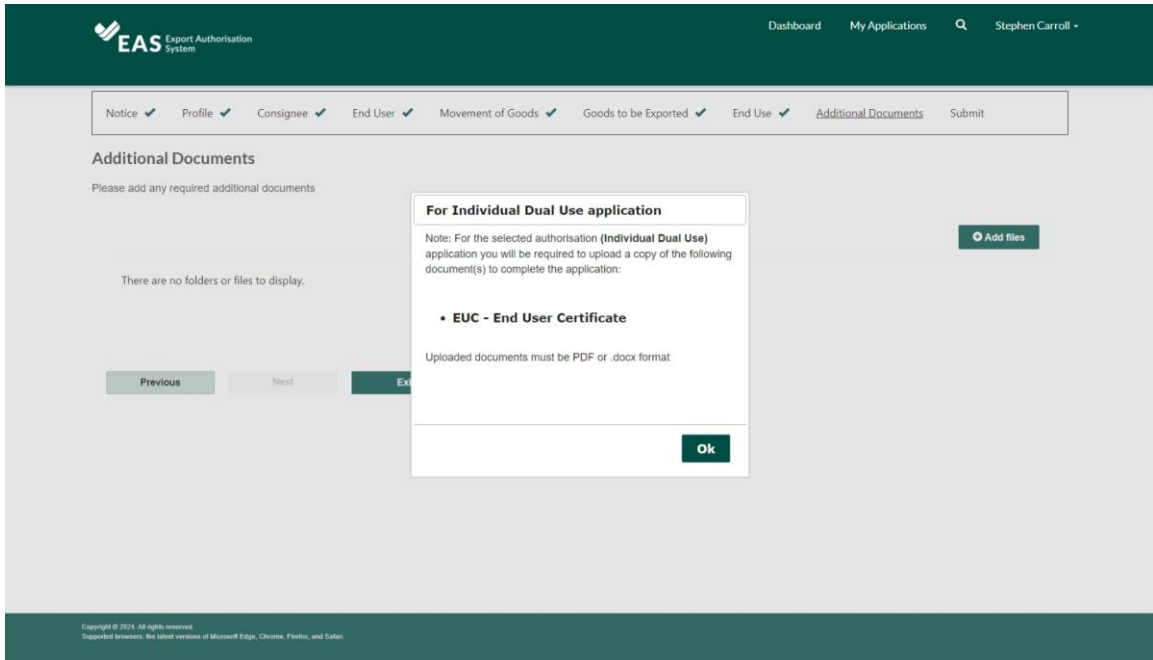 EAS Export Authorisation System
Dashboard My Applications Stephen Carroll
Notice Profile Consignee End User Movement of Goods Goods to be Exported End Use Additional Documents Submit
Additional Documents
Please add any required additional documents
For Individual Dual Use application
Note: For the selected authorisation (Individual Dual Use)
application you will be required to upload a copy of the following
document(s) to complete the application:
Add files
There are no folders or files to display.
• EUC - End User Certificate
Uploaded documents must be PDF or .docx format
Previous Next Exi
Ok
Copyright © 2024. All rights reserved.
Supported browsers: the latest versions of Microsoft Edge, Chrome, Firefox, and Safari